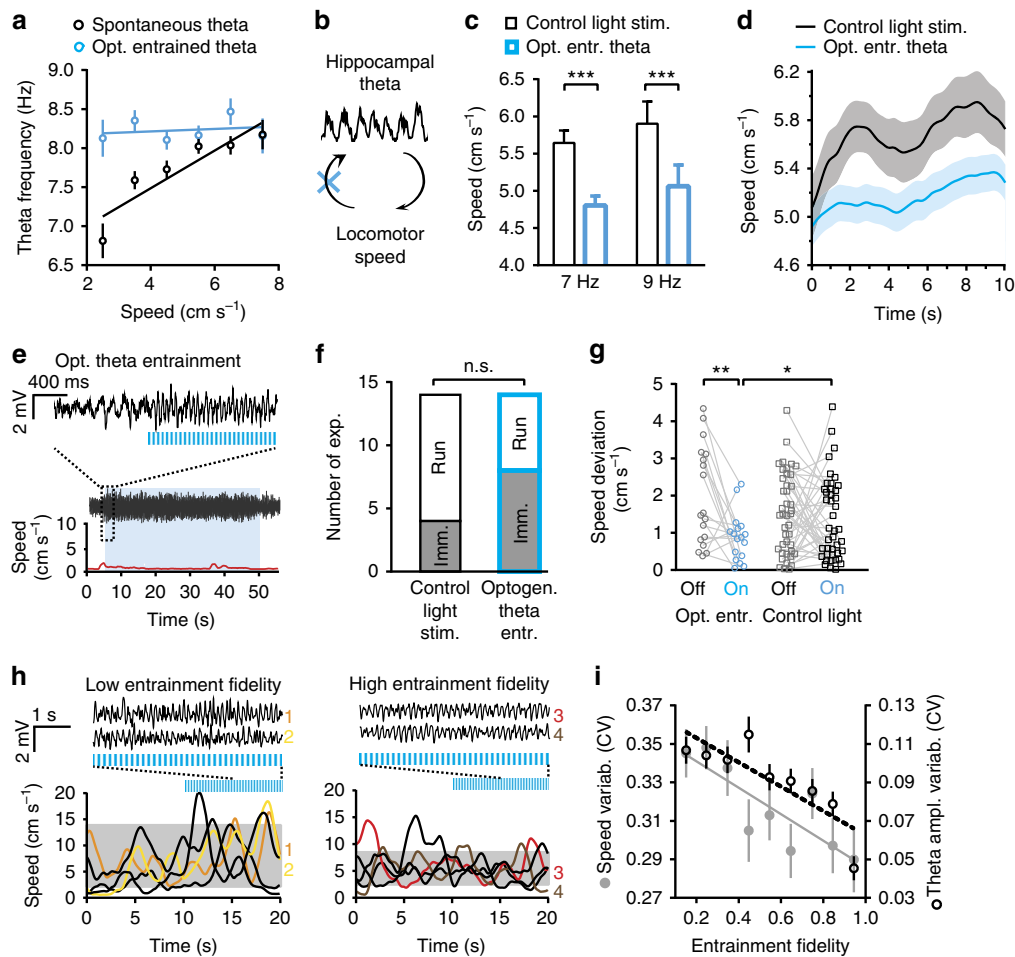 a
Spontaneous theta
Opt. entrained theta
9.0
8.5
8.0
7.5
7.0
6.5
Theta frequency (Hz)
2 4 6 8
Speed (cm s⁻¹)
b
Hippocampal theta
Locomotor speed
c
Control light stim.
Opt. entr. theta
*** ***
6.5
6.0
5.5
5.0
4.5
4.0
Speed (cm s⁻¹)
7 Hz 9 Hz
d
Control light stim.
Opt. entr. theta
6.2
5.8
5.4
5.0
4.6
Speed (cm s⁻¹)
0 2 4 6 8 10
Time (s)
e
Opt. theta entrainment
400 ms
2 mV
10
5
0
Speed (cm s⁻¹)
0 10 20 30 40 50
Time (s)
f
n.s.
15
10
5
0
Number of exp.
Run
Imm.
Run
Imm.
Control light stim.
Optogen. theta entr.
g
** *
5
4
3
2
1
0
Speed deviation (cm s⁻¹)
Off On Off On
Opt. entr. Control light
h
Low entrainment fidelity
1 s
2 mV
1
2
20
15
10
5
0
Speed (cm s⁻¹)
1
2
0 5 10 15 20
Time (s)
High entrainment fidelity
3
4
20
15
10
5
0
3
4
0 5 10 15 20
Time (s)
i
0.37
0.35
0.33
0.31
0.29
0.27
Speed variab. (CV)
0.13
0.11
0.09
0.07
0.05
0.03
Theta ampl. variab. (CV)
0.2 0.4 0.6 0.8 1.0
Entrainment fidelity